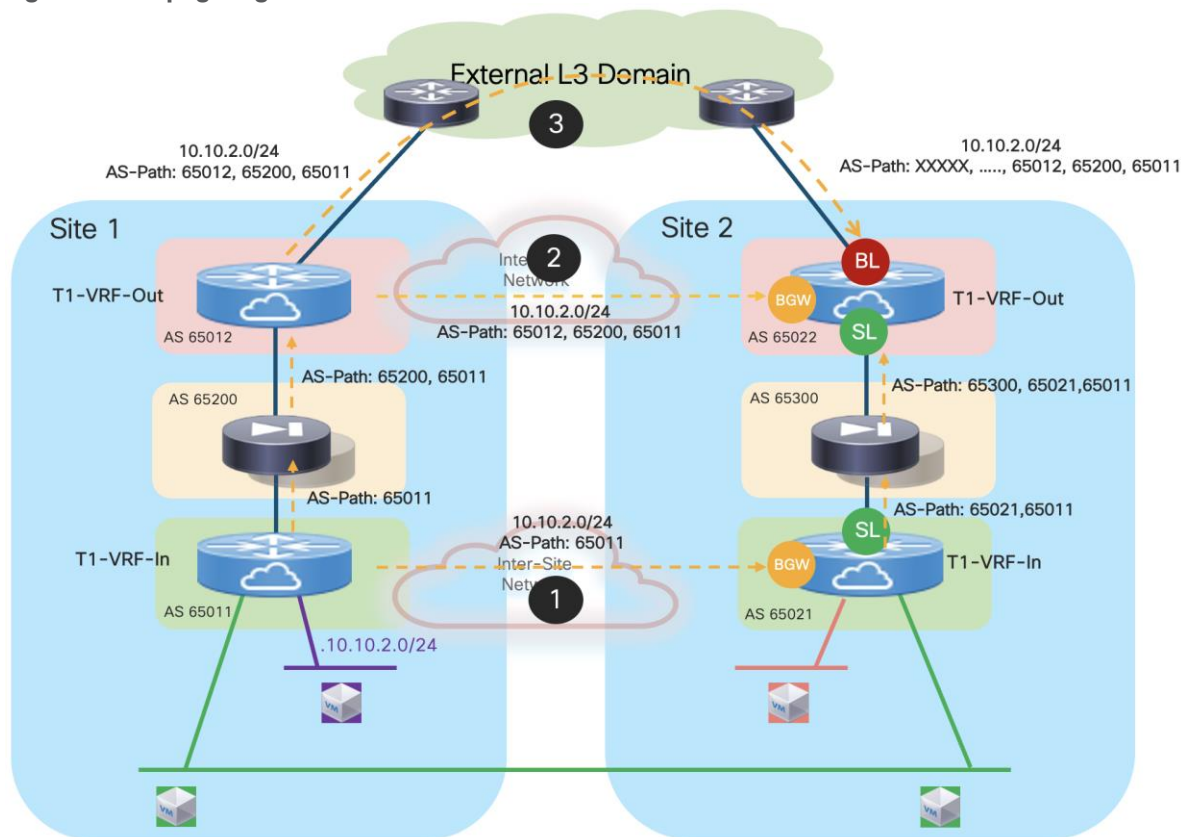 External L3 Domain
3
10.10.2.0/24
AS-Path: 65012, 65200, 65011
10.10.2.0/24
AS-Path: XXXXX, ....., 65012, 65200, 65011
Site 1
Site 2
2
Network
BL
T1-VRF-Out
BGW
T1-VRF-Out
10.10.2.0/24
AS-Path: 65012, 65200, 65011
SL
AS 65012
AS 65022
AS-Path: 65200, 65011
AS-Path: 65300, 65021,65011
AS 65200
AS 65300
AS-Path: 65011
AS-Path: 65021,65011
10.10.2.0/24
AS-Path: 65011
SL
T1-VRF-In
Inter-Site
BGW
T1-VRF-In
1
AS 65011
AS 65021
.10.10.2.0/24
VM
VM
VM
VM